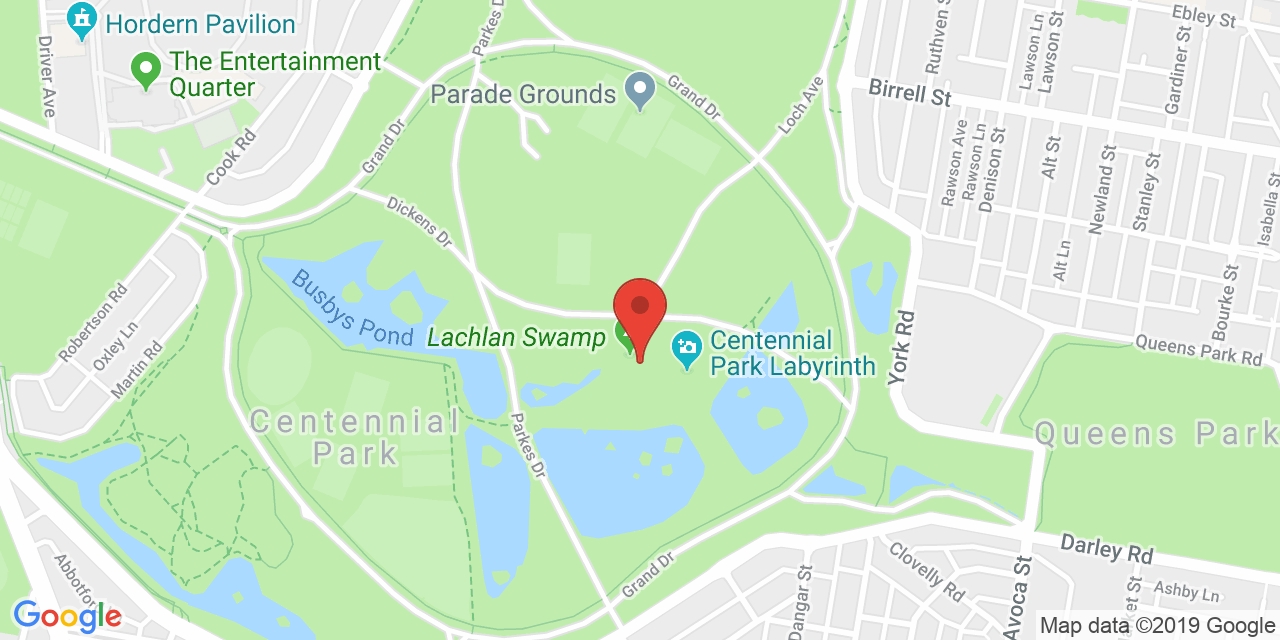 Hordern Pavilion
The Entertainment
Quarter
Driver Ave
Cook Rd
Grand Dr
Parkes D
Parade Grounds
Grand Dr
Loch Ave
Birrell St
Ruthven St
Lawson Ln
Lawson St
Ebley St
Gardiner St
Rawson Ave
Rawson Ln
Denison St
Alt St
Newland St
Stanley St
Isabella St
Alt Ln
Bourke St
Dickens Dr
Busbys Pond
Robertson Rd
Oxley Ln
Martin Rd
Lachlan Swamp
Centennial
Park Labyrinth
York Rd
Queens Park Rd
Centennial
Park
Parkes Dr
Queens Park
Grand Dr
Darley Rd
Clovelly Rd
Dangar St
Avoca St
Ashby Ln
ket St
Abbotfor
Google
Map data ©2019 Google